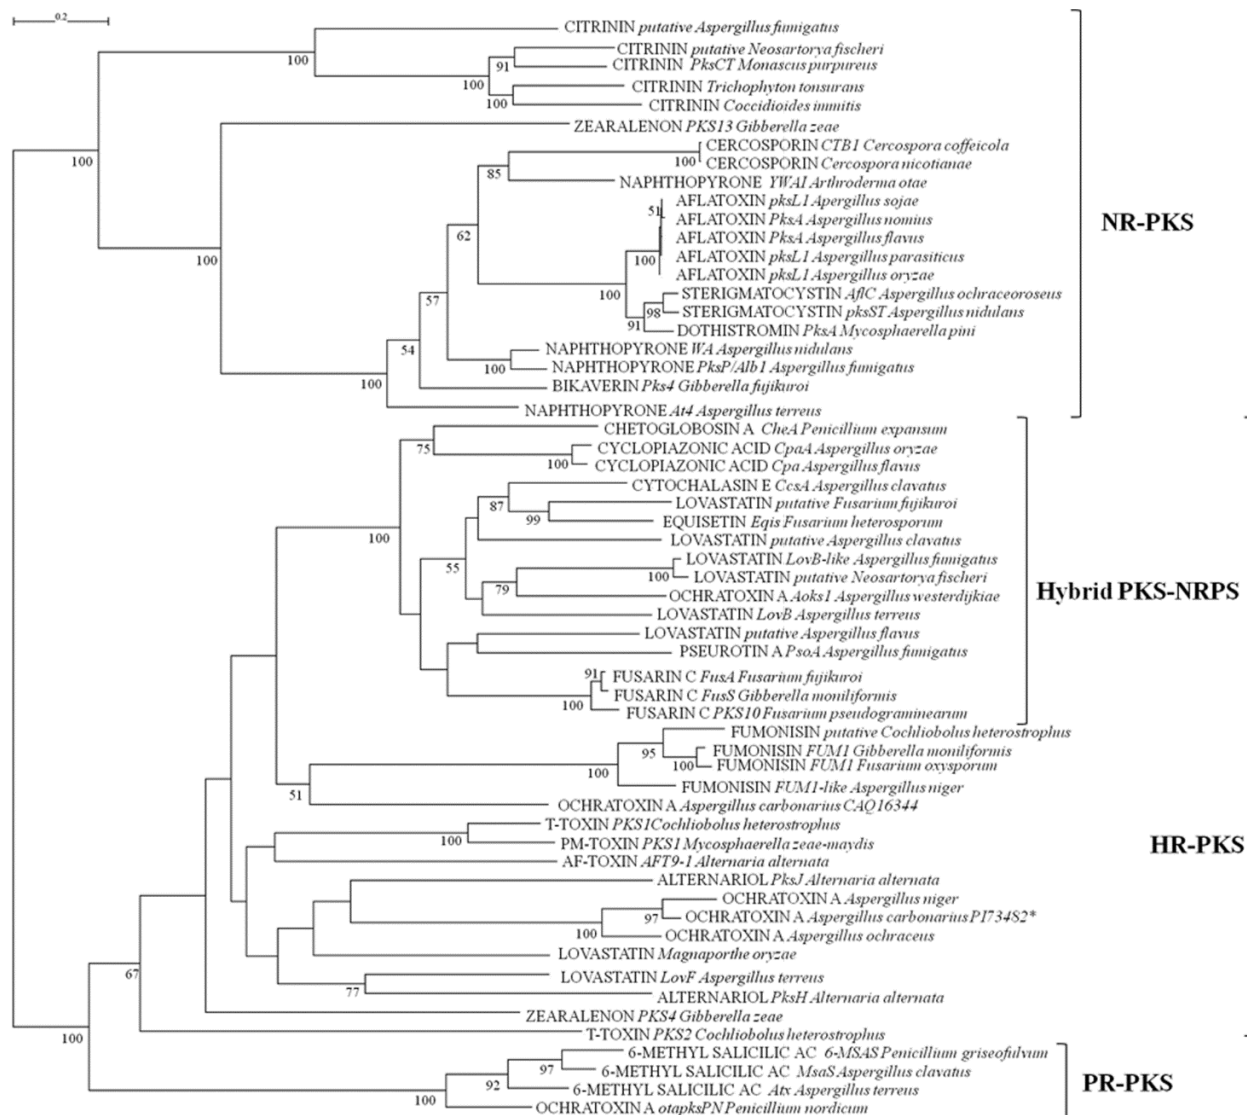 0.2
CITRININ putative Aspergillus fumigatus
CITRININ putative Neosartorya fischeri
CITRININ PksCT Monascus purpureus
CITRININ Trichophyton tonsurans
CITRININ Coccidioides immitis
ZEARALENON PKS13 Gibberella zeae
CERCOSPORIN CTB1 Cercospora coffeicola
CERCOSPORIN Cercospora nicotianae
NAPHTHOPYRONE YWA1 Arthroderma otae
AFLATOXIN pksL1 Apergillus sojae
AFLATOXIN PksA Aspergillus nomius
AFLATOXIN PksA Aspergillus flavus
AFLATOXIN pksL1 Aspergillus parasiticus
AFLATOXIN pksL1 Aspergillus oryzae
STERIGMATOCYSTIN AflC Aspergillus ochraceoroseus
STERIGMATOCYSTIN pksST Aspergillus nidulans
DOTHISTROMIN PksA Mycosphaerella pini
NAPHTHOPYRONE WA Aspergillus nidulans
NAPHTHOPYRONE PksP/Alb1 Aspergillus fumigatus
BIKAVERIN Pks4 Gibberella fujikuroi
NAPHTHOPYRONE At4 Aspergillus terreus
100
91
100
100
100
100
85
100
51
62
100
100
98
91
57
54
100
100
NR-PKS
CHETOGLOBOSIN A CheA Penicillium expansum
CYCLOPIAZONIC ACID CpaA Aspergillus oryzae
CYCLOPIAZONIC ACID Cpa Aspergillus flavus
CYTOCHALASIN E CcsA Aspergillus clavatus
LOVASTATIN putative Fusarium fujikuroi
EQUISETIN Eqis Fusarium heterosporum
LOVASTATIN putative Aspergillus clavatus
LOVASTATIN LovB-like Aspergillus fumigatus
LOVASTATIN putative Neosartorya fischeri
OCHRATOXIN A Aoks1 Aspergillus westerdijkiae
LOVASTATIN LovB Aspergillus terreus
LOVASTATIN putative Aspergillus flavus
PSEUROTIN A PsoA Aspergillus fumigatus
FUSARIN C FusA Fusarium fujikuroi
FUSARIN C FusS Gibberella moniliformis
FUSARIN C PKS10 Fusarium pseudograminearum
75
100
87
99
100
55
100
79
91
100
Hybrid PKS-NRPS
FUMONISIN putative Cochliobolus heterostrophus
FUMONISIN FUM1 Gibberella moniliformis
FUMONISIN FUM1 Fusarium oxysporum
FUMONISIN FUM1-like Aspergillus niger
OCHRATOXIN A Aspergillus carbonarius CAQ16344
T-TOXIN PKS1Cochliobolus heterostrophus
PM-TOXIN PKS1 Mycosphaerella zeae-maydis
AF-TOXIN AFT9-1 Alternaria alternata
ALTERNARIOL PksJ Alternaria alternata
OCHRATOXIN A Aspergillus niger
OCHRATOXIN A Aspergillus carbonarius PI73482*
OCHRATOXIN A Aspergillus ochraceus
LOVASTATIN Magnaporthe oryzae
LOVASTATIN LovF Aspergillus terreus
ALTERNARIOL PksH Alternaria alternata
ZEARALENON PKS4 Gibberella zeae
T-TOXIN PKS2 Cochliobolus heterostrophus
95
100
100
51
100
97
100
67
77
100
HR-PKS
6-METHYL SALICILIC AC 6-MSAS Penicillium griseofulvum
6-METHYL SALICILIC AC MsaS Aspergillus clavatus
6-METHYL SALICILIC AC Atx Aspergillus terreus
OCHRATOXIN A otapksPN Penicillium nordicum
97
92
100
PR-PKS